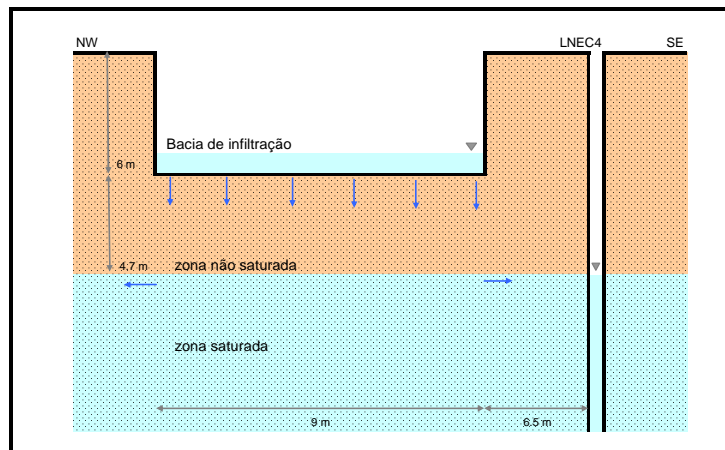 NW
LNEC4
SE
Bacia de infiltração
6 m
4.7 m
zona não saturada
zona saturada
9 m
6.5 m